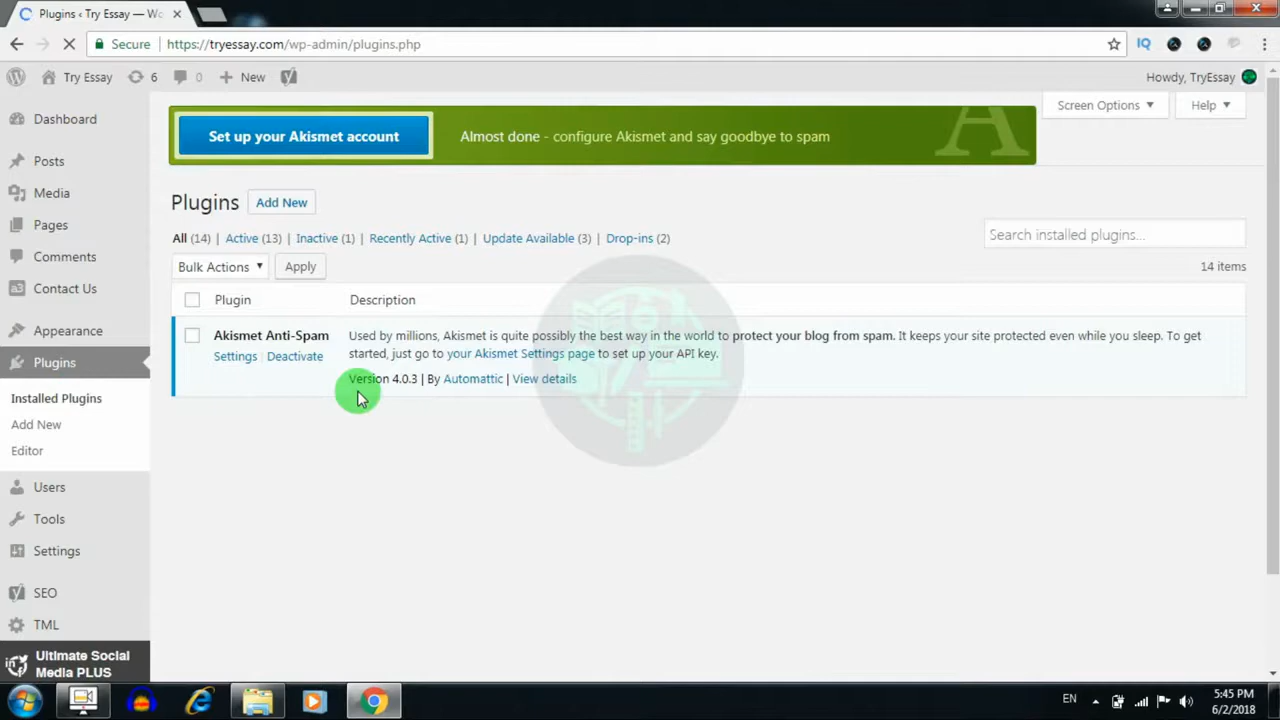 Plugins ‹ Try Essay — Wo
Secure | https://tryessay.com/wp-admin/plugins.php
IQ
Try Essay 6 0 New
Howdy, TryEssay
Dashboard
Posts
Media
Pages
Comments
Contact Us
Appearance
Plugins
Installed Plugins
Add New
Editor
Users
Tools
Settings
SEO
TML
Ultimate Social
Media PLUS
Set up your Akismet account
Almost done - configure Akismet and say goodbye to spam
A
Screen Options
Help
Plugins Add New
All (14) | Active (13) | Inactive (1) | Recently Active (1) | Update Available (3) | Drop-ins (2)
Search installed plugins...
Bulk Actions Apply
14 items
Plugin Description
Akismet Anti-Spam
Settings | Deactivate
Used by millions, Akismet is quite possibly the best way in the world to protect your blog from spam. It keeps your site protected even while you sleep. To get
started, just go to your Akismet Settings page to set up your API key.
Version 4.0.3 | By Automattic | View details
EN
5:45 PM
6/2/2018